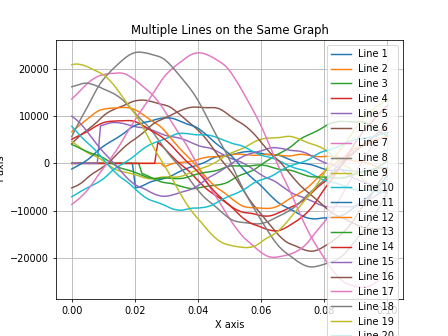 Multiple Lines on the Same Graph
20000
10000
0
−10000
−20000
0.00
0.02
0.04
0.06
X axis
Line 1
Line 2
Line 3
Line 4
Line 5
Line 6
Line 7
Line 8
Line 9
Line 10
Line 11
Line 12
Line 13
Line 14
Line 15
Line 16
Line 17
Line 18
Line 19